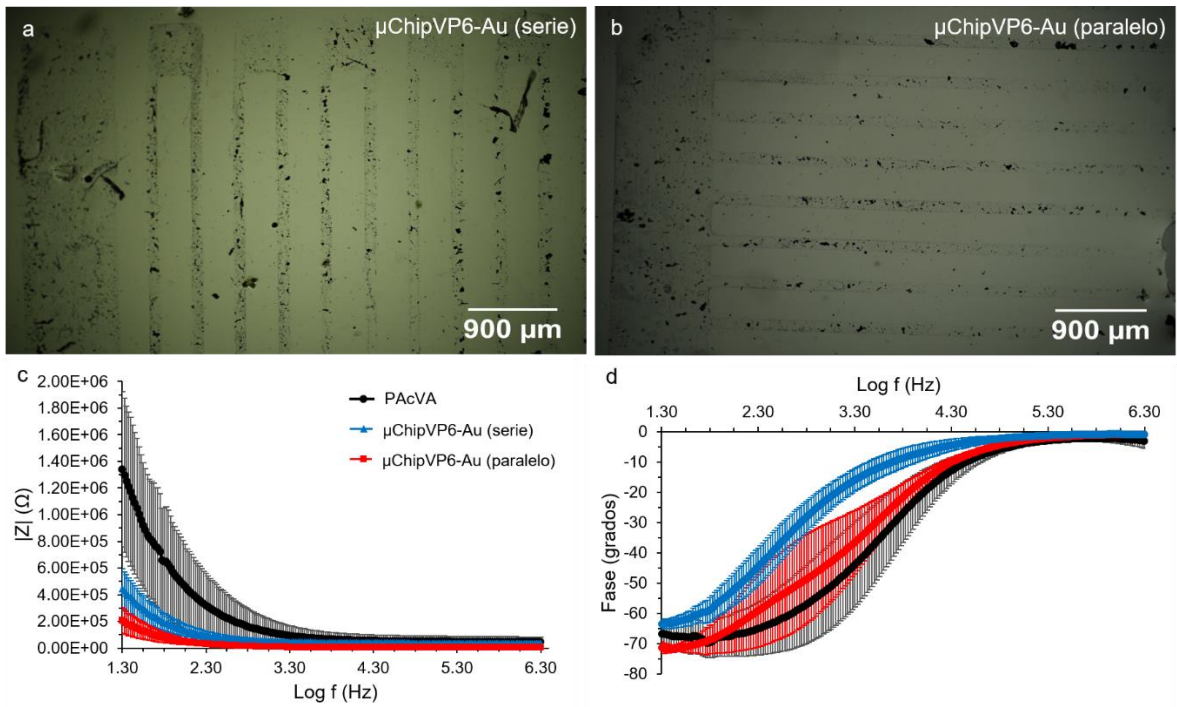 a
μChipVP6-Au (serie)
900 μm
b
μChipVP6-Au (paralelo)
900 μm
c
2.00E+06
1.80E+06
1.60E+06
1.40E+06
1.20E+06
1.00E+06
8.00E+05
6.00E+05
4.00E+05
2.00E+05
0.00E+00
|Z| (Ω)
1.30 2.30 3.30 4.30 5.30 6.30
Log f (Hz)
PAcVA
μChipVP6-Au (serie)
μChipVP6-Au (paralelo)
d
Log f (Hz)
1.30 2.30 3.30 4.30 5.30 6.30
0
-10
-20
-30
-40
-50
-60
-70
-80
Fase (grados)